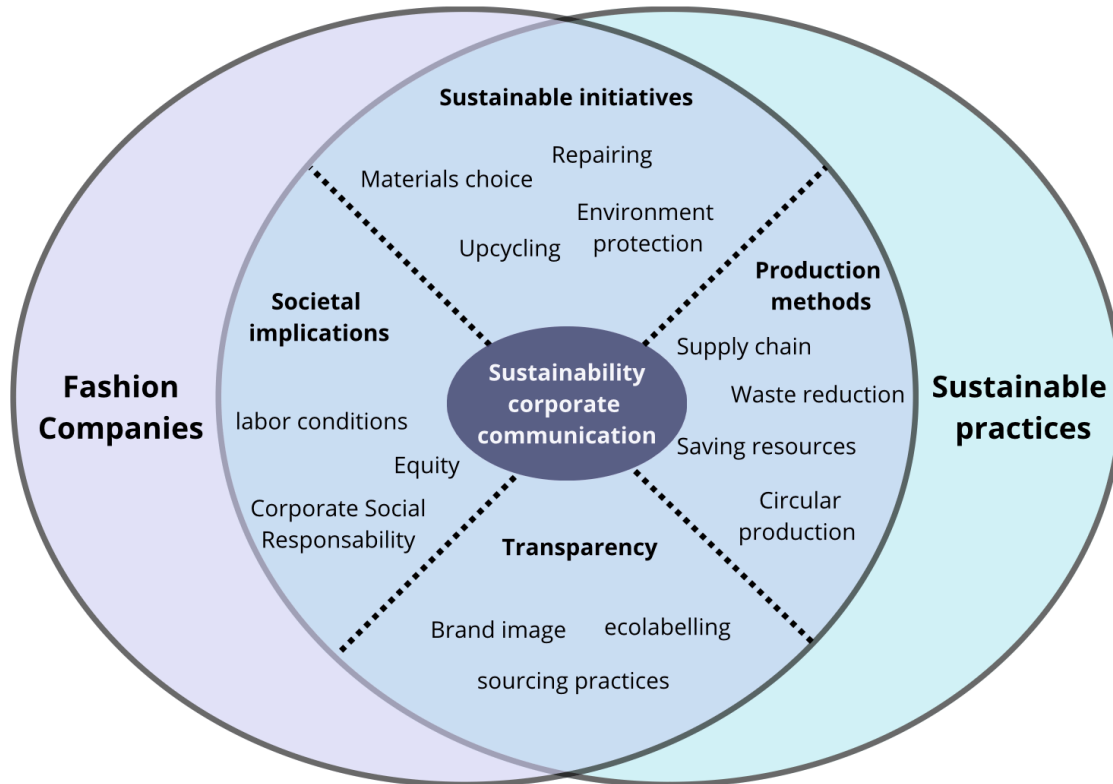 Sustainable initiatives
Repairing
Materials choice
Environment
protection
Upcycling
Production
methods
Supply chain
Waste reduction
Saving resources
Circular
production
Societal
implications
labor conditions
Equity
Corporate Social
Responsability
Sustainability
corporate
communication
Transparency
Brand image
ecolabelling
sourcing practices
Fashion
Companies
Sustainable
practices